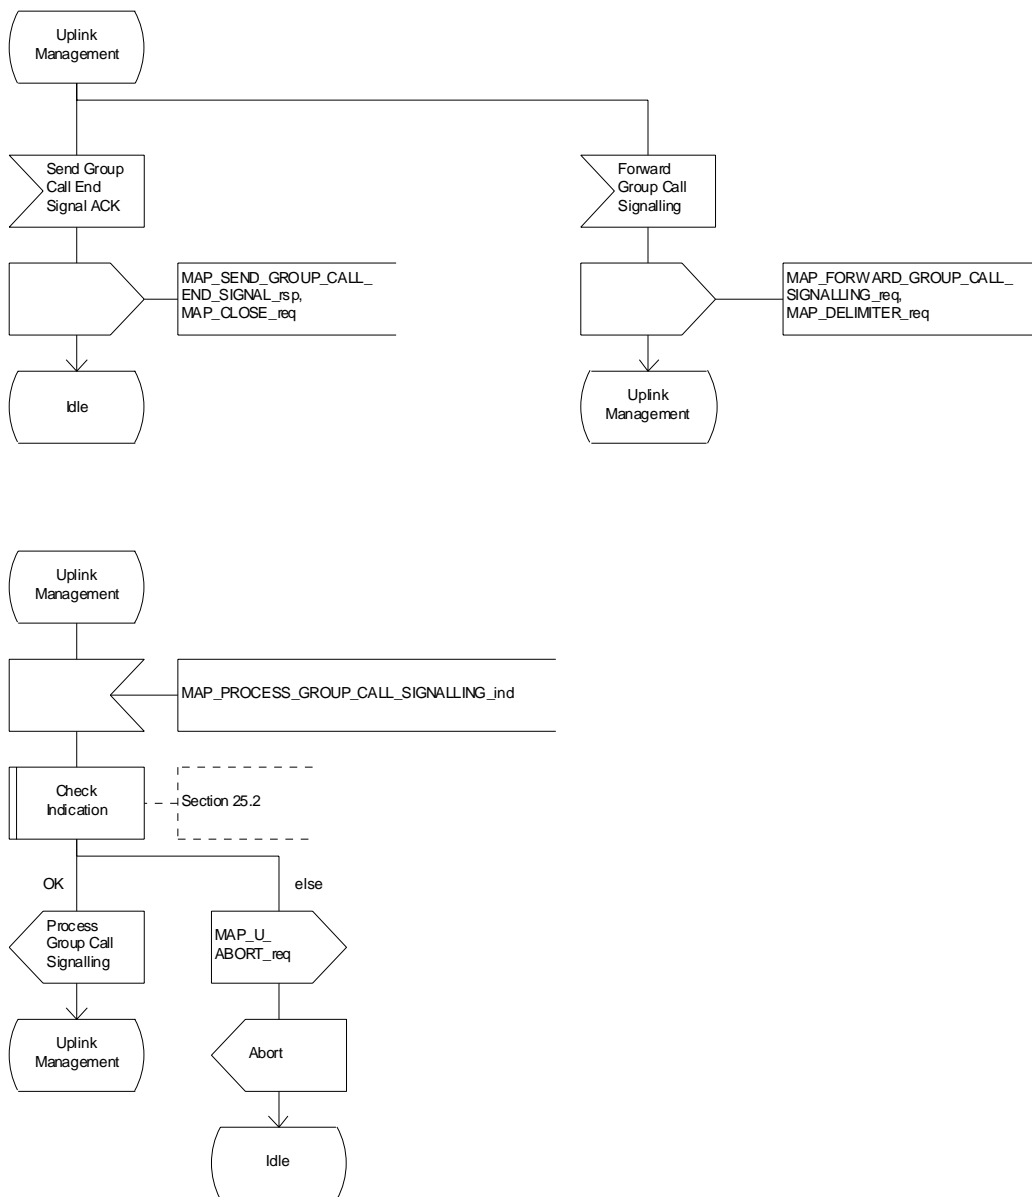 Uplink
Management
Send Group
Call End
Signal ACK
Forward
Group Call
Signalling
MAP_SEND_GROUP_CALL_
END_SIGNAL_rsp,
MAP_CLOSE_req
MAP_FORWARD_GROUP_CALL_
SIGNALLING_req,
MAP_DELIMITER_req
Idle
Uplink
Management
Uplink
Management
MAP_PROCESS_GROUP_CALL_SIGNALLING_ind
Check
Indication
Section 25.2
OK
else
Process
Group Call
Signalling
MAP_U_
ABORT_req
Uplink
Management
Abort
Idle